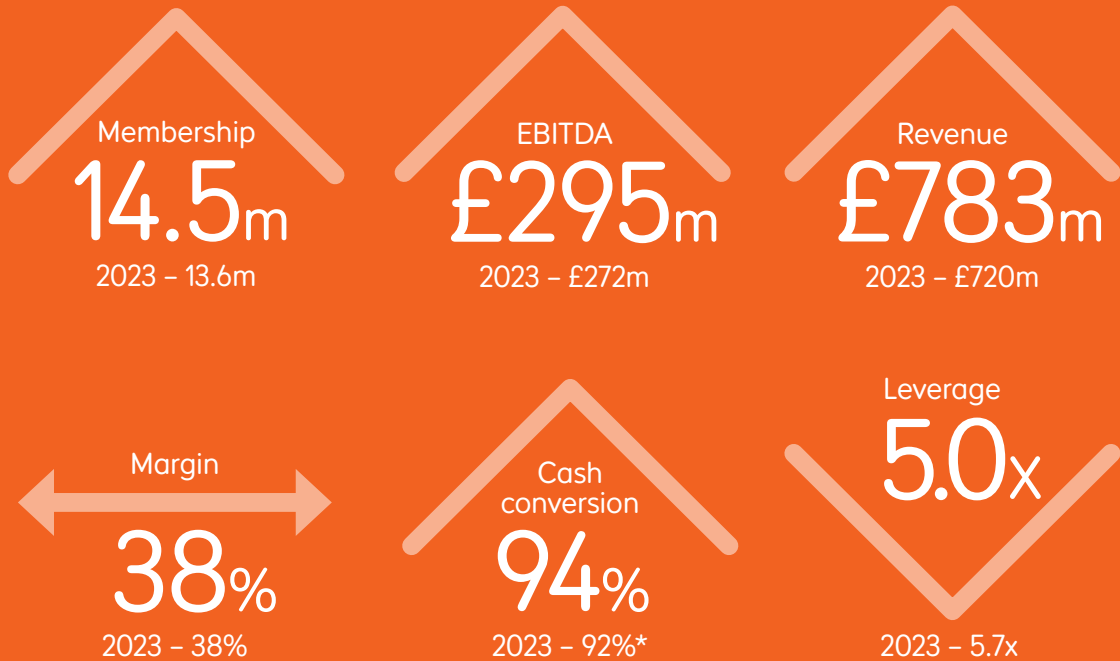 Membership
14.5m
2023 – 13.6m
EBITDA
£295m
2023 – £272m
Revenue
£783m
2023 – £720m
Margin
38%
2023 – 38%
Cash
conversion
94%
2023 – 92%*
Leverage
5.0x
2023 – 5.7x